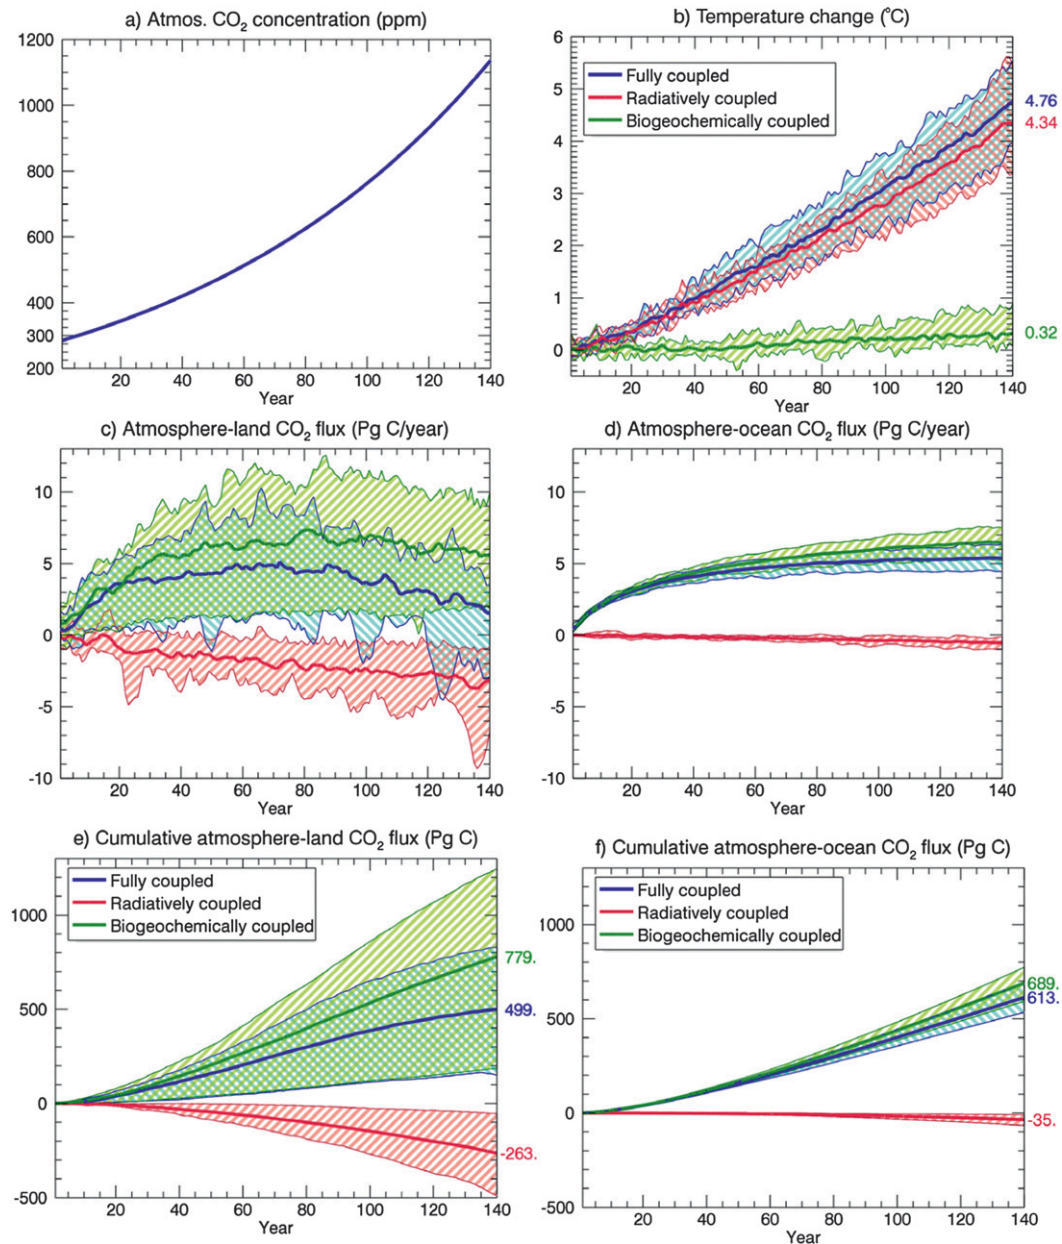 a) Atmos. CO2 concentration (ppm)
1200
1000
800
600
400
300
200
20 40 60 80 100 120 140
Year
b) Temperature change (°C)
6
5
4
3
2
1
0
Fully coupled
Radiatively coupled
Biogeochemically coupled
4.76
4.34
0.32
20 40 60 80 100 120 140
Year
c) Atmosphere-land CO2 flux (Pg C/year)
10
5
0
-5
-10
20 40 60 80 100 120 140
Year
d) Atmosphere-ocean CO2 flux (Pg C/year)
10
5
0
-5
-10
20 40 60 80 100 120 140
Year
e) Cumulative atmosphere-land CO2 flux (Pg C)
Fully coupled
Radiatively coupled
Biogeochemically coupled
1000
500
0
-500
779.
499.
-263.
20 40 60 80 100 120 140
Year
f) Cumulative atmosphere-ocean CO2 flux (Pg C)
Fully coupled
Radiatively coupled
Biogeochemically coupled
1000
500
0
-500
689.
613.
-35.
20 40 60 80 100 120 140
Year